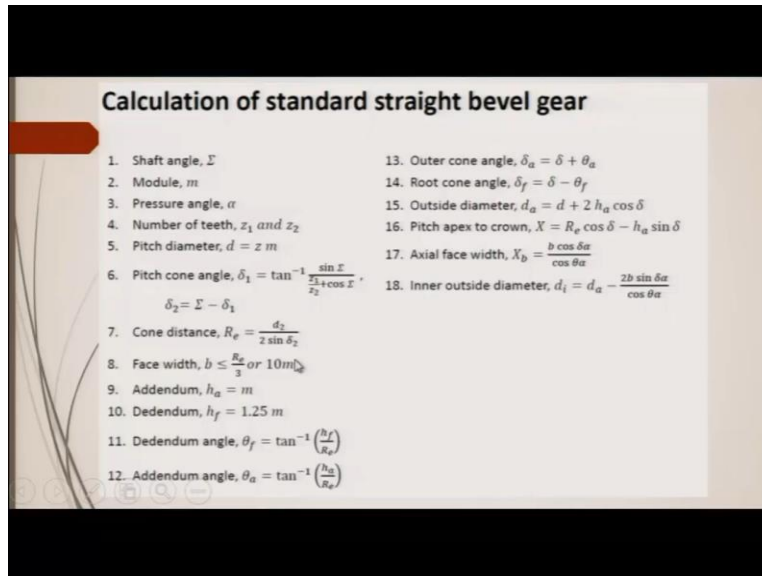 Calculation of standard straight bevel gear
1. Shaft angle, Σ
2. Module, m
3. Pressure angle, α
4. Number of teeth, z₁ and z₂
5. Pitch diameter, d = z m
6. Pitch cone angle, δ₁ = tan⁻¹ sin Σ / (z₁/z₂ + cos Σ) ,
δ₂ = Σ − δ₁
7. Cone distance, Rₑ = d₂ / (2 sin δ₂)
8. Face width, b ≤ Rₑ/3 or 10m
9. Addendum, hₐ = m
10. Dedendum, h_f = 1.25 m
11. Dedendum angle, θ_f = tan⁻¹ (h_f/Rₑ)
12. Addendum angle, θₐ = tan⁻¹ (hₐ/Rₑ)
13. Outer cone angle, δₐ = δ + θₐ
14. Root cone angle, δ_f = δ − θ_f
15. Outside diameter, dₐ = d + 2 hₐ cos δ
16. Pitch apex to crown, X = Rₑ cos δ − hₐ sin δ
17. Axial face width, X_b = b cos δa / cos θa
18. Inner outside diameter, dᵢ = dₐ − 2b sin δa / cos θa